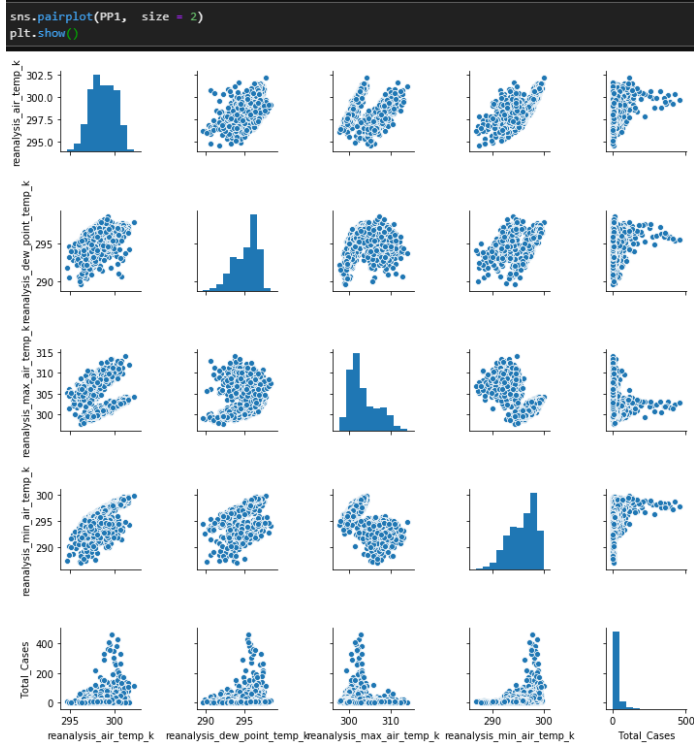 sns.pairplot(PP1,  size = 2)
plt.show()
reanalysis_air_temp_k
302.5
300.0
297.5
295.0
reanalysis_dew_point_temp_k
295
290
reanalysis_max_air_temp_k
315
310
305
300
reanalysis_min_air_temp_k
300
295
290
Total_Cases
400
200
0
295 300 290 295 300 310 290 300 0 500
reanalysis_air_temp_k reanalysis_dew_point_temp_k reanalysis_max_air_temp_k reanalysis_min_air_temp_k Total_Cases